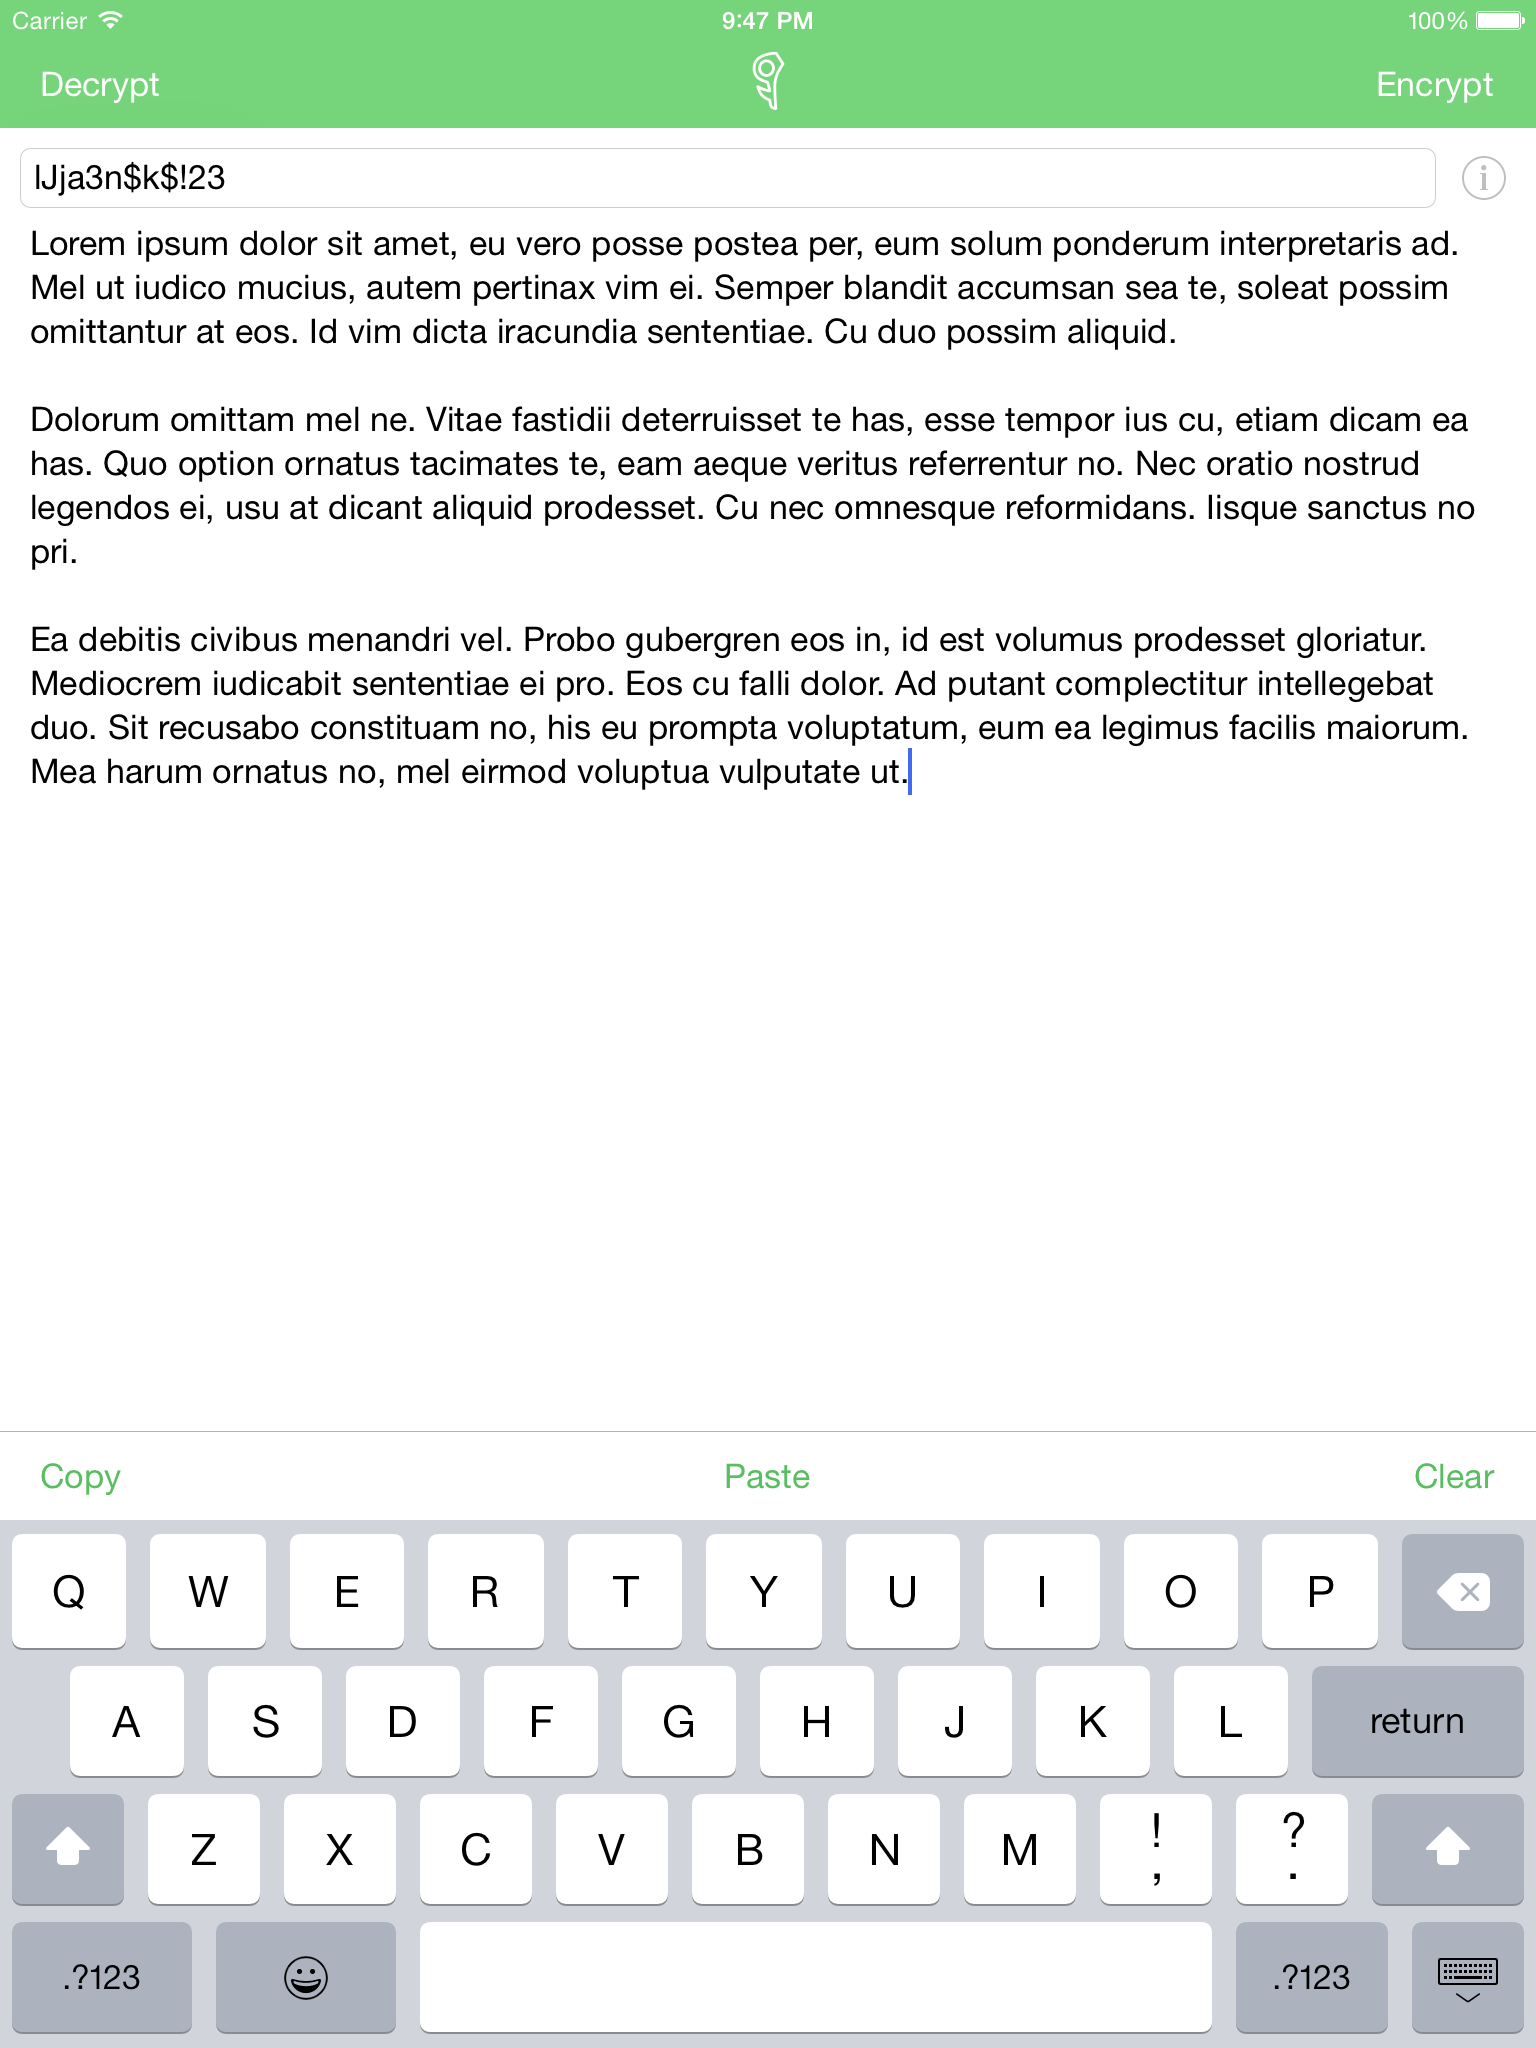 Carrier 9:47 PM 100%
Decrypt Encrypt
lJja3n$k$!23
Lorem ipsum dolor sit amet, eu vero posse postea per, eum solum ponderum interpretaris ad.
Mel ut iudico mucius, autem pertinax vim ei. Semper blandit accumsan sea te, soleat possim
omittantur at eos. Id vim dicta iracundia sententiae. Cu duo possim aliquid.
Dolorum omittam mel ne. Vitae fastidii deterruisset te has, esse tempor ius cu, etiam dicam ea
has. Quo option ornatus tacimates te, eam aeque veritus referrentur no. Nec oratio nostrud
legendos ei, usu at dicant aliquid prodesset. Cu nec omnesque reformidans. Iisque sanctus no
pri.
Ea debitis civibus menandri vel. Probo gubergren eos in, id est volumus prodesset gloriatur.
Mediocrem iudicabit sententiae ei pro. Eos cu falli dolor. Ad putant complectitur intellegebat
duo. Sit recusabo constituam no, his eu prompta voluptatum, eum ea legimus facilis maiorum.
Mea harum ornatus no, mel eirmod voluptua vulputate ut.
Copy Paste Clear
Q W E R T Y U I O P
A S D F G H J K L return
Z X C V B N M ! , ? .
.?123 .?123